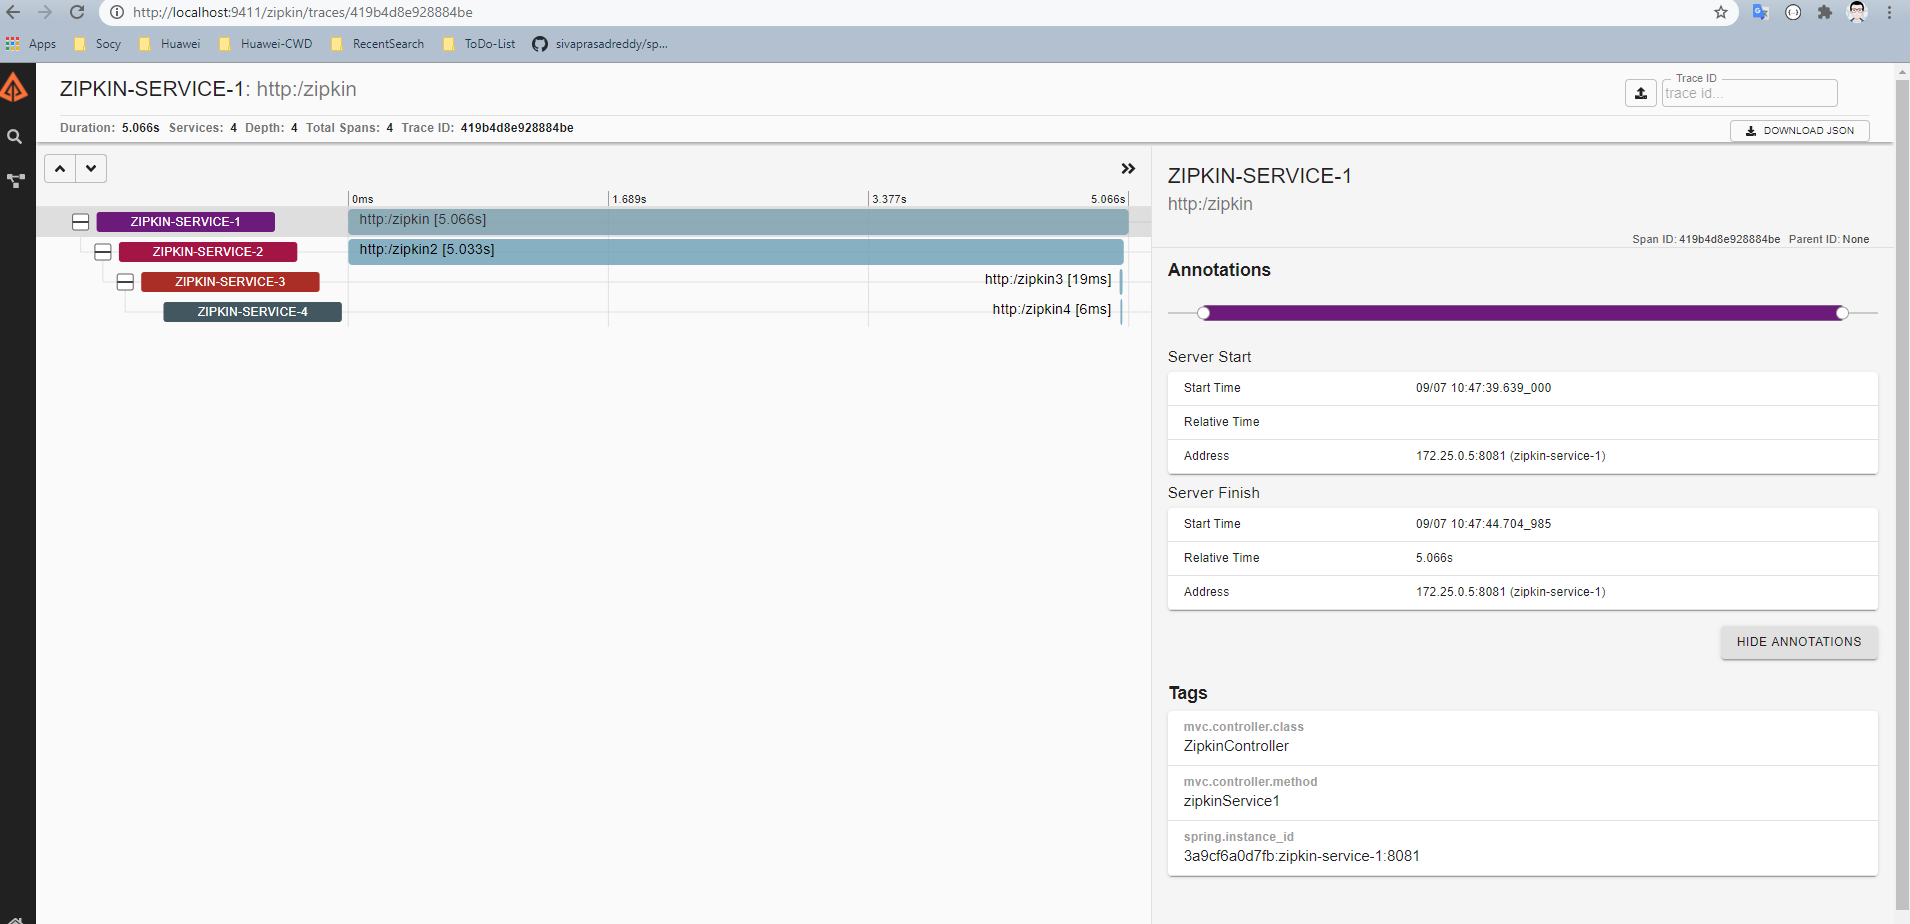 http://localhost:9411/zipkin/traces/419b4d8e928884be
Apps Socy Huawei Huawei-CWD RecentSearch ToDo-List sivaprasadreddy/sp...
ZIPKIN-SERVICE-1: http:/zipkin
Trace ID
trace id...
Duration: 5.066s Services: 4 Depth: 4 Total Spans: 4 Trace ID: 419b4d8e928884be
DOWNLOAD JSON
0ms 1.689s 3.377s 5.066s
ZIPKIN-SERVICE-1 http:/zipkin [5.066s]
ZIPKIN-SERVICE-2 http:/zipkin2 [5.033s]
ZIPKIN-SERVICE-3 http:/zipkin3 [19ms]
ZIPKIN-SERVICE-4 http:/zipkin4 [6ms]
ZIPKIN-SERVICE-1
http:/zipkin
Span ID: 419b4d8e928884be Parent ID: None
Annotations
Server Start
Start Time 09/07 10:47:39.639_000
Relative Time
Address 172.25.0.5:8081 (zipkin-service-1)
Server Finish
Start Time 09/07 10:47:44.704_985
Relative Time 5.066s
Address 172.25.0.5:8081 (zipkin-service-1)
HIDE ANNOTATIONS
Tags
mvc.controller.class
ZipkinController
mvc.controller.method
zipkinService1
spring.instance_id
3a9cf6a0d7fb:zipkin-service-1:8081